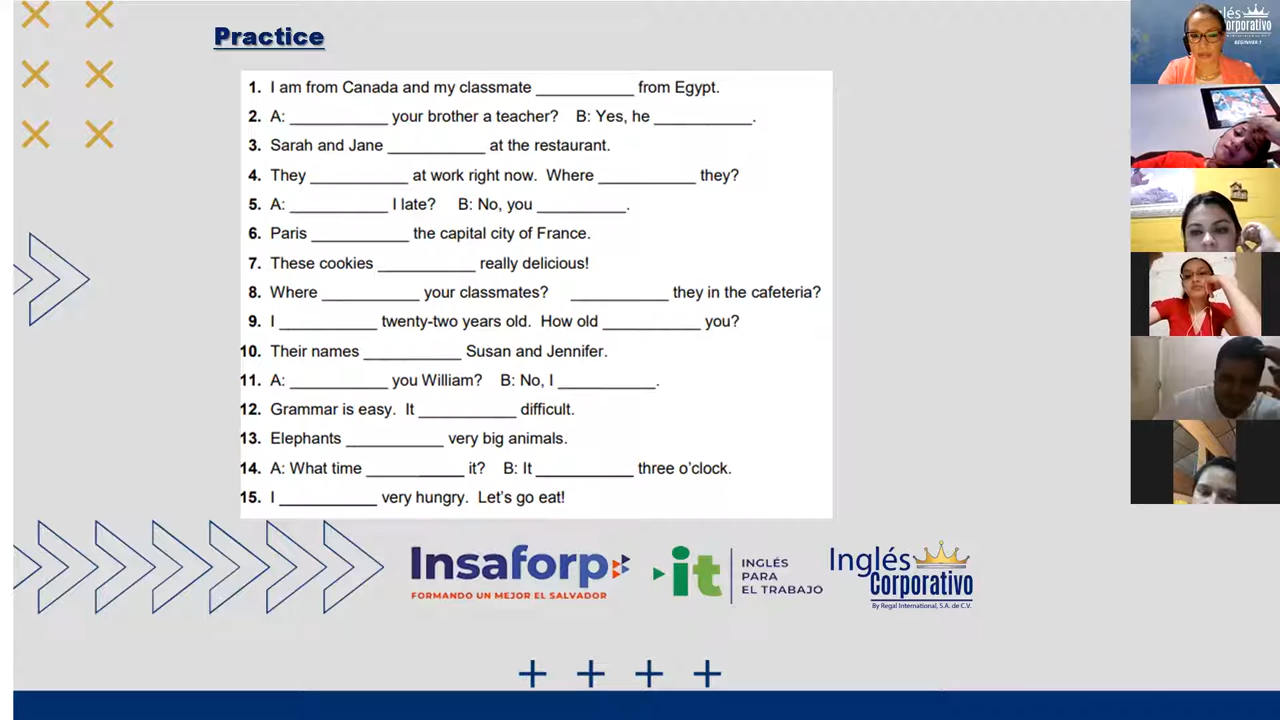 Practice
1. I am from Canada and my classmate ___________ from Egypt.
2. A: ___________ your brother a teacher? B: Yes, he ___________.
3. Sarah and Jane ___________ at the restaurant.
4. They ___________ at work right now. Where ___________ they?
5. A: ___________ I late? B: No, you __________.
6. Paris ___________ the capital city of France.
7. These cookies ___________ really delicious!
8. Where ___________ your classmates? ___________ they in the cafeteria?
9. I ___________ twenty-two years old. How old ___________ you?
10. Their names ___________ Susan and Jennifer.
11. A: ___________ you William? B: No, I ___________.
12. Grammar is easy. It ___________ difficult.
13. Elephants ___________ very big animals.
14. A: What time ___________ it? B: It ___________ three o'clock.
15. I ___________ very hungry. Let's go eat!
Insaforp
FORMANDO UN MEJOR EL SALVADOR
it
INGLÉS
PARA
EL TRABAJO
Inglés
Corporativo
By Regal International, S.A. de C.V.
glés
orporativo
BEGINNER 1